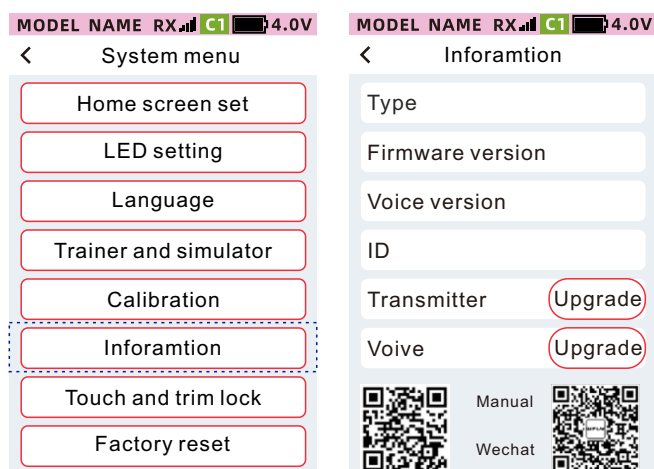 MODEL NAME RX C1 4.0V
< System menu
Home screen set
LED setting
Language
Trainer and simulator
Calibration
Inforamtion
Touch and trim lock
Factory reset
MODEL NAME RX C1 4.0V
< Inforamtion
Type
Firmware version
Voice version
ID
Transmitter Upgrade
Voive Upgrade
Manual
Wechat